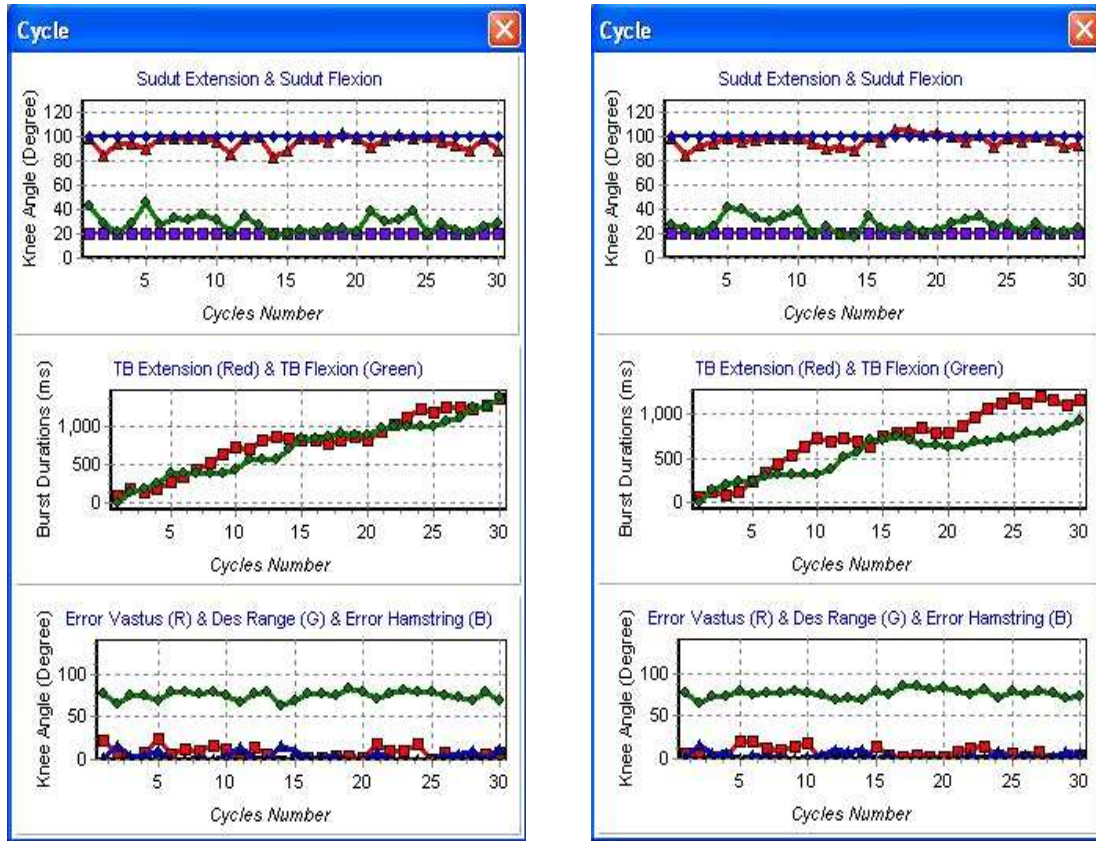 Cycle
Sudut Extension & Sudut Flexion
Knee Angle (Degree)
120
100
80
60
40
20
0
5 10 15 20 25 30
Cycles Number
TB Extension (Red) & TB Flexion (Green)
Burst Durations (ms)
1,000
500
0
5 10 15 20 25 30
Cycles Number
Error Vastus (R) & Des Range (G) & Error Hamstring (B)
Knee Angle (Degree)
100
50
0
5 10 15 20 25 30
Cycles Number
Cycle
Sudut Extension & Sudut Flexion
Knee Angle (Degree)
120
100
80
60
40
20
0
5 10 15 20 25 30
Cycles Number
TB Extension (Red) & TB Flexion (Green)
Burst Durations (ms)
1,000
500
0
5 10 15 20 25 30
Cycles Number
Error Vastus (R) & Des Range (G) & Error Hamstring (B)
Knee Angle (Degree)
100
50
0
5 10 15 20 25 30
Cycles Number